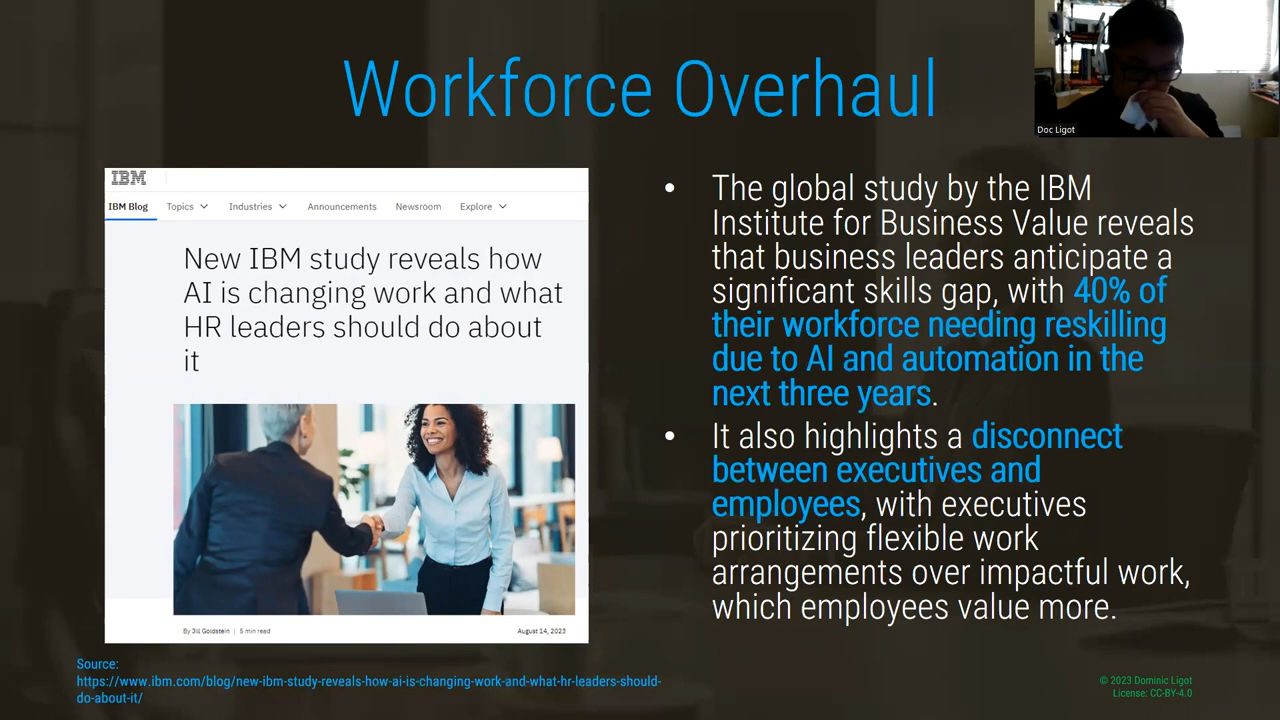 Workforce Overhaul
Doc Ligot
IBM
IBM Blog Topics Industries Announcements Newsroom Explore
New IBM study reveals how
AI is changing work and what
HR leaders should do about
it
By Jill Goldstein | 5 min read
August 14, 2023
• The global study by the IBM
Institute for Business Value reveals
that business leaders anticipate a
significant skills gap, with 40% of
their workforce needing reskilling
due to AI and automation in the
next three years.
• It also highlights a disconnect
between executives and
employees, with executives
prioritizing flexible work
arrangements over impactful work,
which employees value more.
Source:
https://www.ibm.com/blog/new-ibm-study-reveals-how-ai-is-changing-work-and-what-hr-leaders-should-
do-about-it/
© 2023 Dominic Ligot
License: CC-BY-4.0